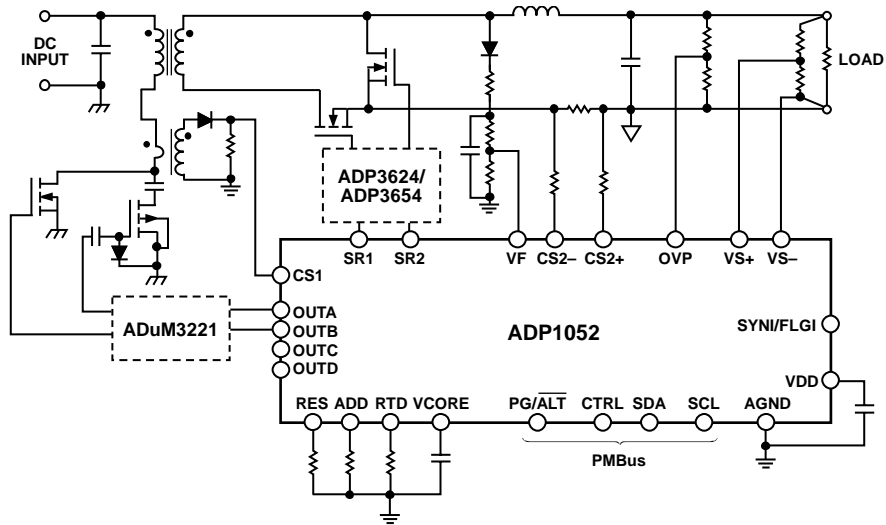 DC
INPUT
LOAD
ADP3624/
ADP3654
SR1 SR2 VF CS2– CS2+ OVP VS+ VS–
CS1
ADuM3221
OUTA
OUTB
OUTC
OUTD
ADP1052
SYNI/FLGI
VDD
RES ADD RTD VCORE PG/ALT CTRL SDA SCL AGND
PMBus